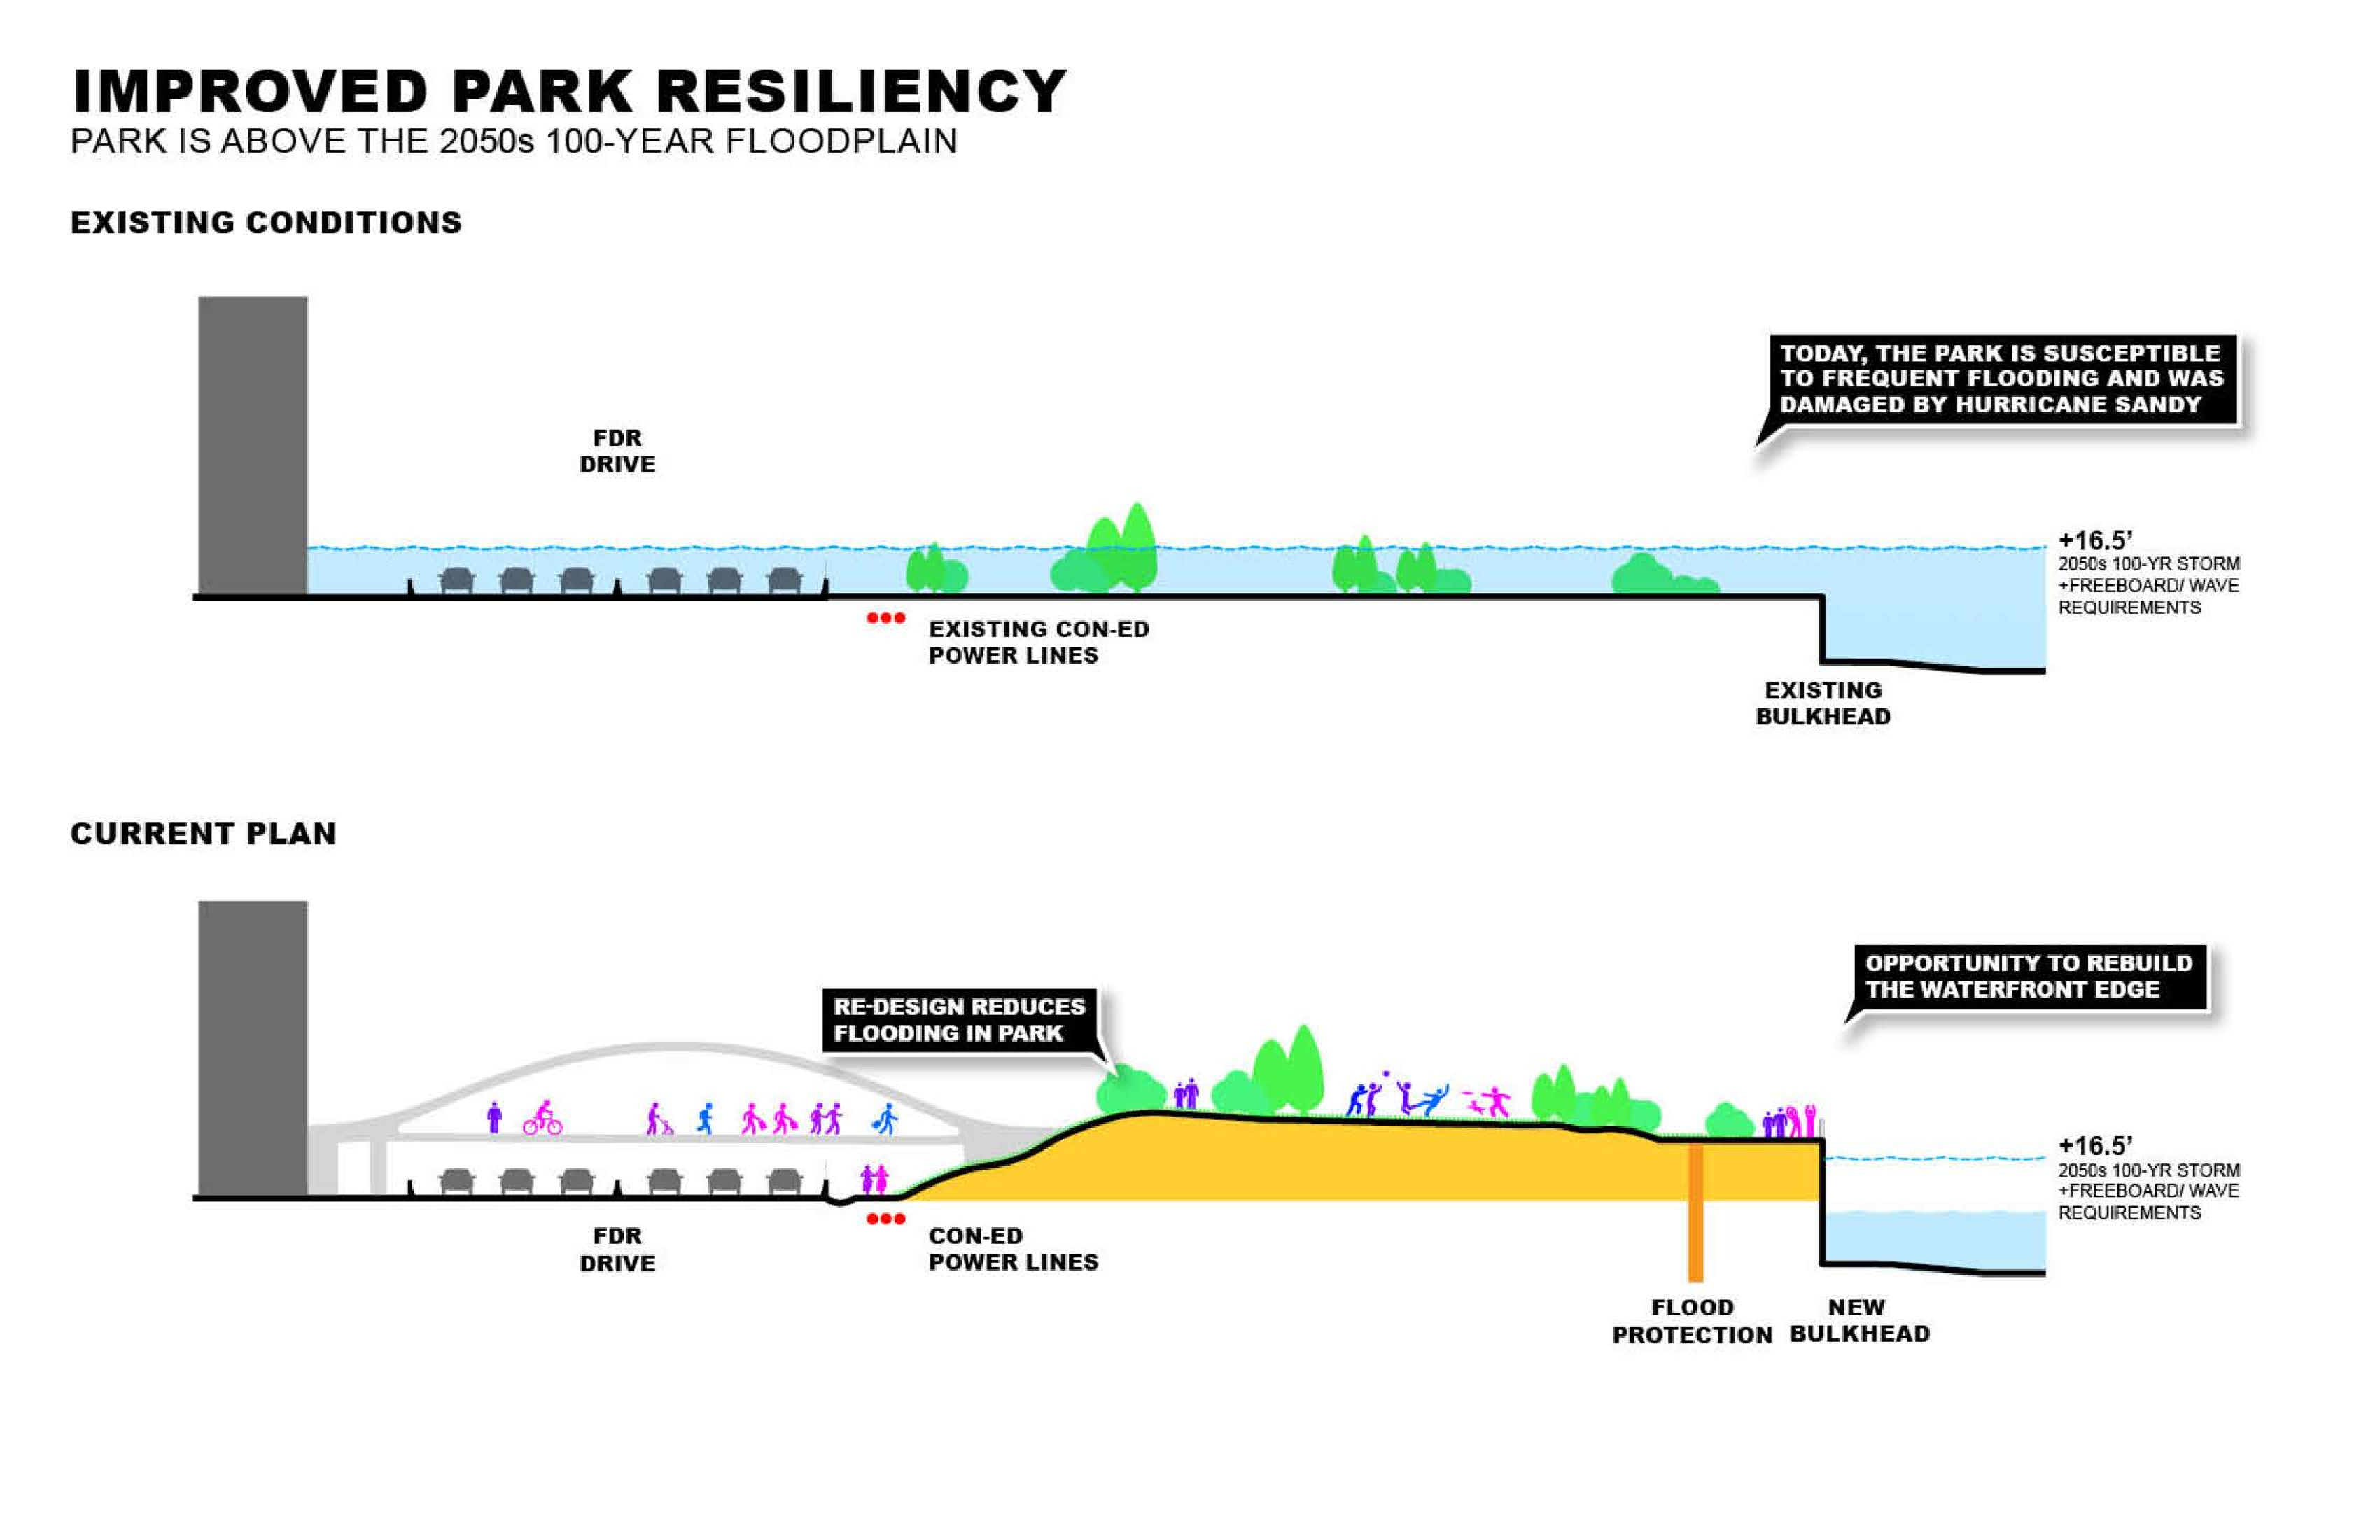 IMPROVED PARK RESILIENCY
PARK IS ABOVE THE 2050s 100-YEAR FLOODPLAIN
EXISTING CONDITIONS
TODAY, THE PARK IS SUSCEPTIBLE
TO FREQUENT FLOODING AND WAS
DAMAGED BY HURRICANE SANDY
FDR
DRIVE
+16.5’
2050s 100-YR STORM
+FREEBOARD/ WAVE
REQUIREMENTS
EXISTING CON-ED
POWER LINES
EXISTING
BULKHEAD
CURRENT PLAN
OPPORTUNITY TO REBUILD
THE WATERFRONT EDGE
RE-DESIGN REDUCES
FLOODING IN PARK
+16.5’
2050s 100-YR STORM
+FREEBOARD/ WAVE
REQUIREMENTS
FDR
DRIVE
CON-ED
POWER LINES
FLOOD
PROTECTION
NEW
BULKHEAD